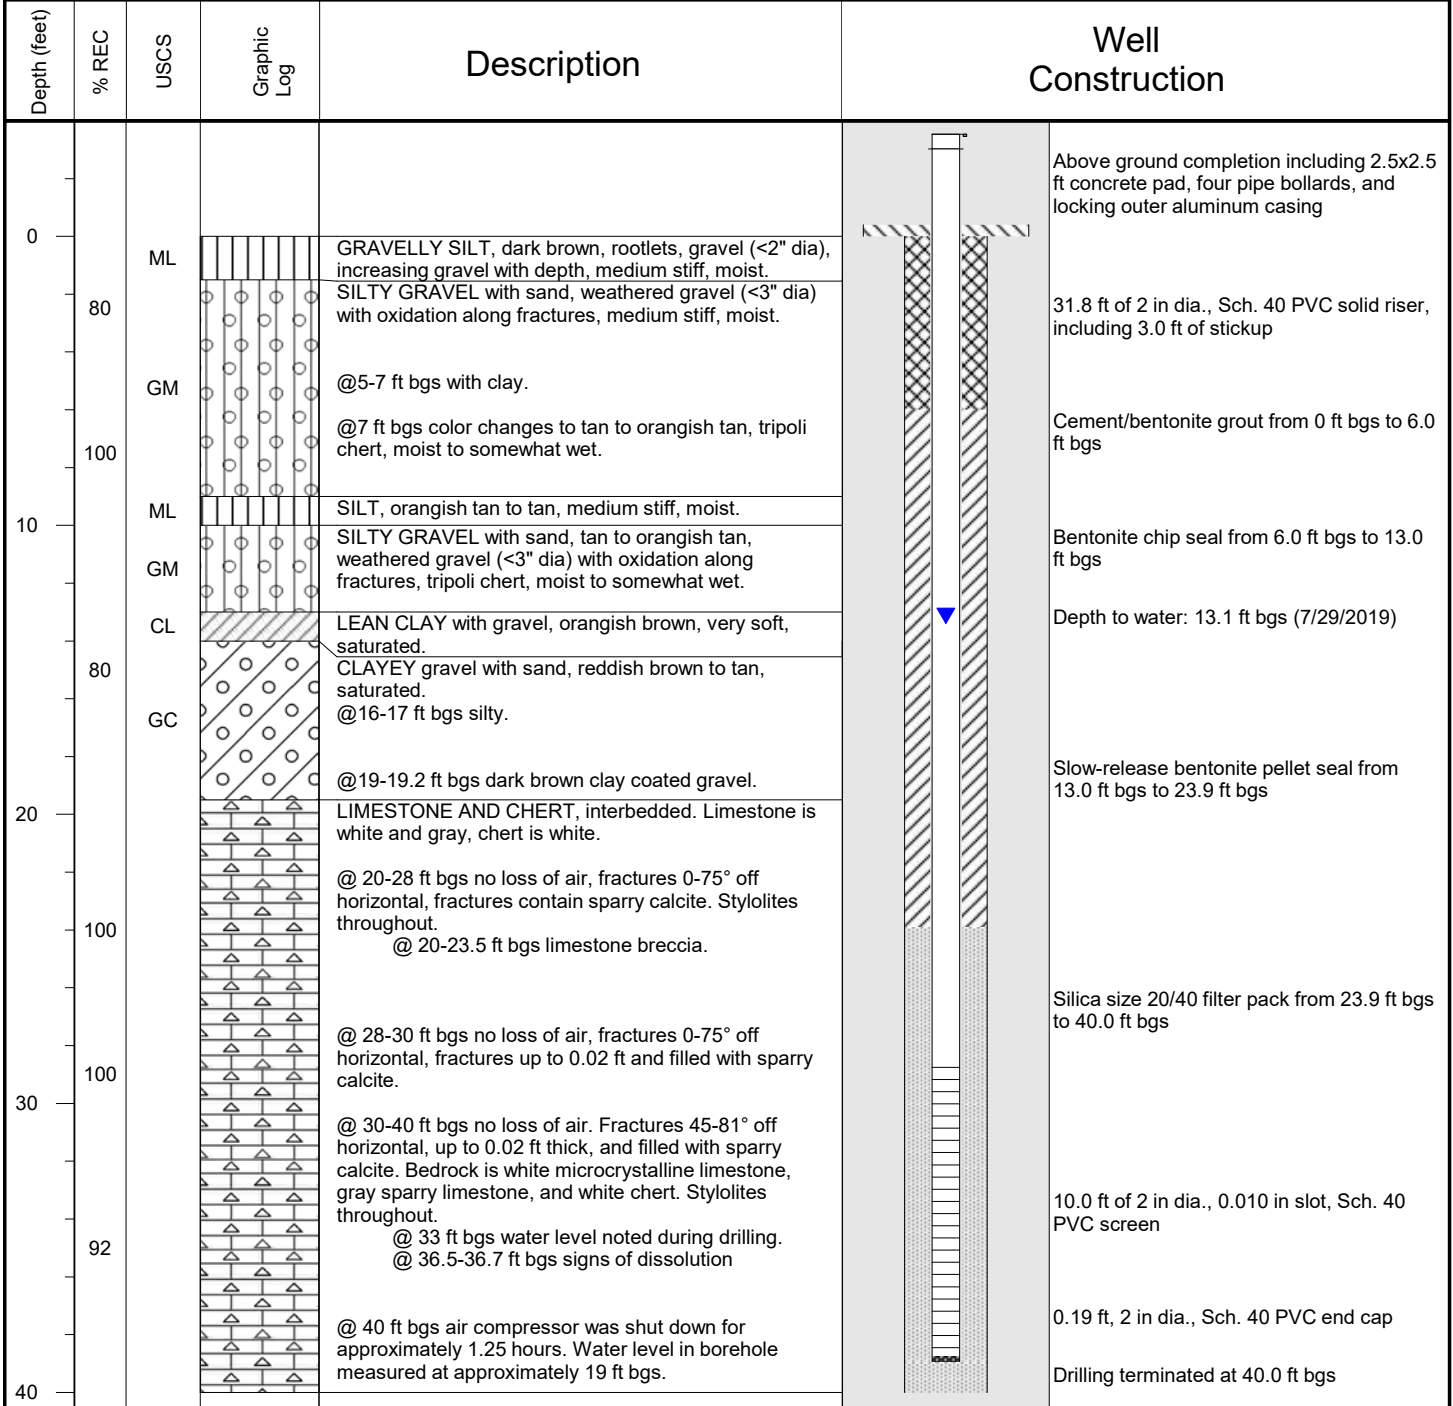 Depth (feet)
% REC
USCS
Graphic
Log
Description
Well
Construction
Above ground completion including 2.5x2.5
ft concrete pad, four pipe bollards, and
locking outer aluminum casing
0
ML
GRAVELLY SILT, dark brown, rootlets, gravel (<2" dia),
increasing gravel with depth, medium stiff, moist.
80
SILTY GRAVEL with sand, weathered gravel (<3" dia)
with oxidation along fractures, medium stiff, moist.
31.8 ft of 2 in dia., Sch. 40 PVC solid riser,
including 3.0 ft of stickup
GM
@5-7 ft bgs with clay.
@7 ft bgs color changes to tan to orangish tan, tripoli
chert, moist to somewhat wet.
Cement/bentonite grout from 0 ft bgs to 6.0
ft bgs
100
ML
SILT, orangish tan to tan, medium stiff, moist.
10
SILTY GRAVEL with sand, tan to orangish tan,
weathered gravel (<3" dia) with oxidation along
fractures, tripoli chert, moist to somewhat wet.
Bentonite chip seal from 6.0 ft bgs to 13.0
ft bgs
GM
CL
LEAN CLAY with gravel, orangish brown, very soft,
saturated.
Depth to water: 13.1 ft bgs (7/29/2019)
80
CLAYEY gravel with sand, reddish brown to tan,
saturated.
@16-17 ft bgs silty.
GC
@19-19.2 ft bgs dark brown clay coated gravel.
Slow-release bentonite pellet seal from
13.0 ft bgs to 23.9 ft bgs
20
LIMESTONE AND CHERT, interbedded. Limestone is
white and gray, chert is white.
@ 20-28 ft bgs no loss of air, fractures 0-75° off
horizontal, fractures contain sparry calcite. Stylolites
throughout.
100
@ 20-23.5 ft bgs limestone breccia.
Silica size 20/40 filter pack from 23.9 ft bgs
to 40.0 ft bgs
@ 28-30 ft bgs no loss of air, fractures 0-75° off
horizontal, fractures up to 0.02 ft and filled with sparry
calcite.
100
30
@ 30-40 ft bgs no loss of air. Fractures 45-81° off
horizontal, up to 0.02 ft thick, and filled with sparry
calcite. Bedrock is white microcrystalline limestone,
gray sparry limestone, and white chert. Stylolites
throughout.
10.0 ft of 2 in dia., 0.010 in slot, Sch. 40
PVC screen
92
@ 33 ft bgs water level noted during drilling.
@ 36.5-36.7 ft bgs signs of dissolution
0.19 ft, 2 in dia., Sch. 40 PVC end cap
@ 40 ft bgs air compressor was shut down for
approximately 1.25 hours. Water level in borehole
measured at approximately 19 ft bgs.
Drilling terminated at 40.0 ft bgs
40